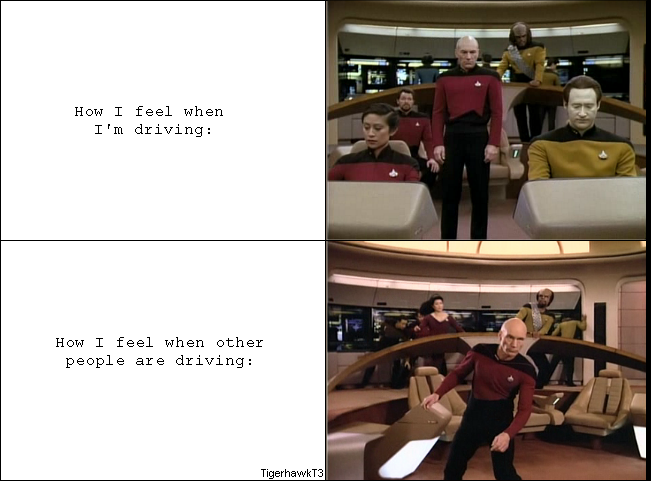 How I feel when
I'm driving:
How I feel when other
people are driving:
TigerhawkT3